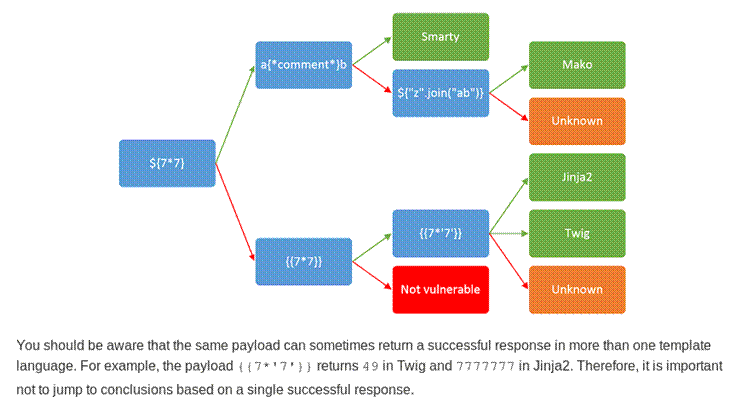 Smarty
a{*comment*}b
Mako
${"z".join("ab")}
Unknown
${7*7}
Jinja2
{{7*'7'}}
Twig
{{7*7}}
Not vulnerable
Unknown
You should be aware that the same payload can sometimes return a successful response in more than one template
language. For example, the payload {{7*'7'}} returns 49 in Twig and 7777777 in Jinja2. Therefore, it is important
not to jump to conclusions based on a single successful response.